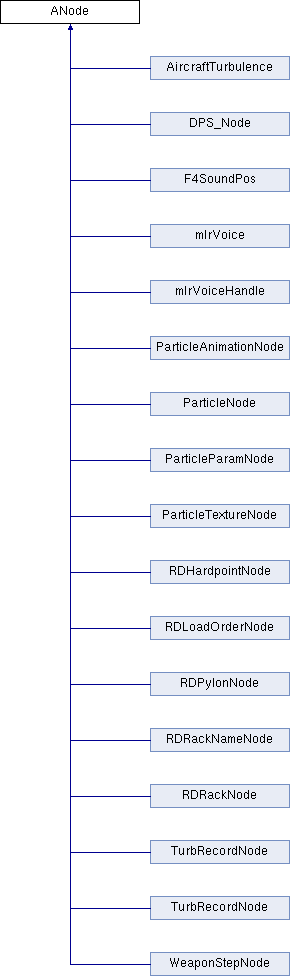 ANode
AircraftTurbulence
DPS_Node
F4SoundPos
mlrVoice
mlrVoiceHandle
ParticleAnimationNode
ParticleNode
ParticleParamNode
ParticleTextureNode
RDHardpointNode
RDLoadOrderNode
RDPylonNode
RDRackNameNode
RDRackNode
TurbRecordNode
TurbRecordNode
WeaponStepNode